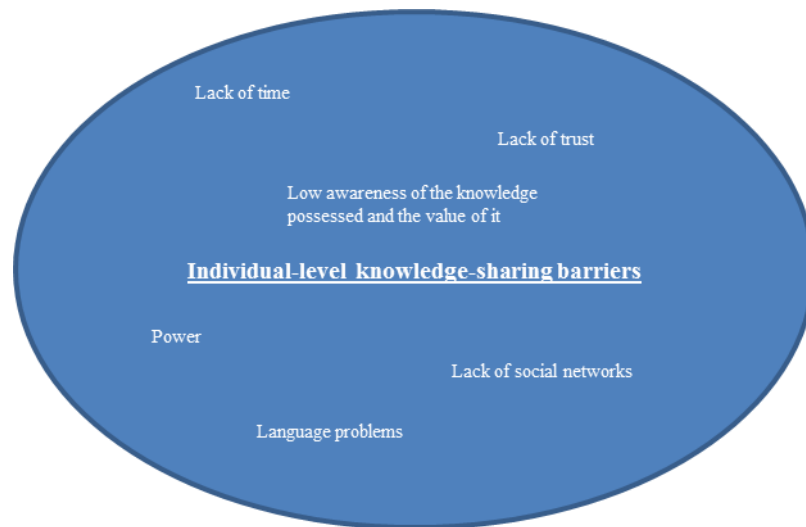 Lack of time
Lack of trust
Low awareness of the knowledge
possessed and the value of it
Individual-level knowledge-sharing barriers
Power
Lack of social networks
Language problems